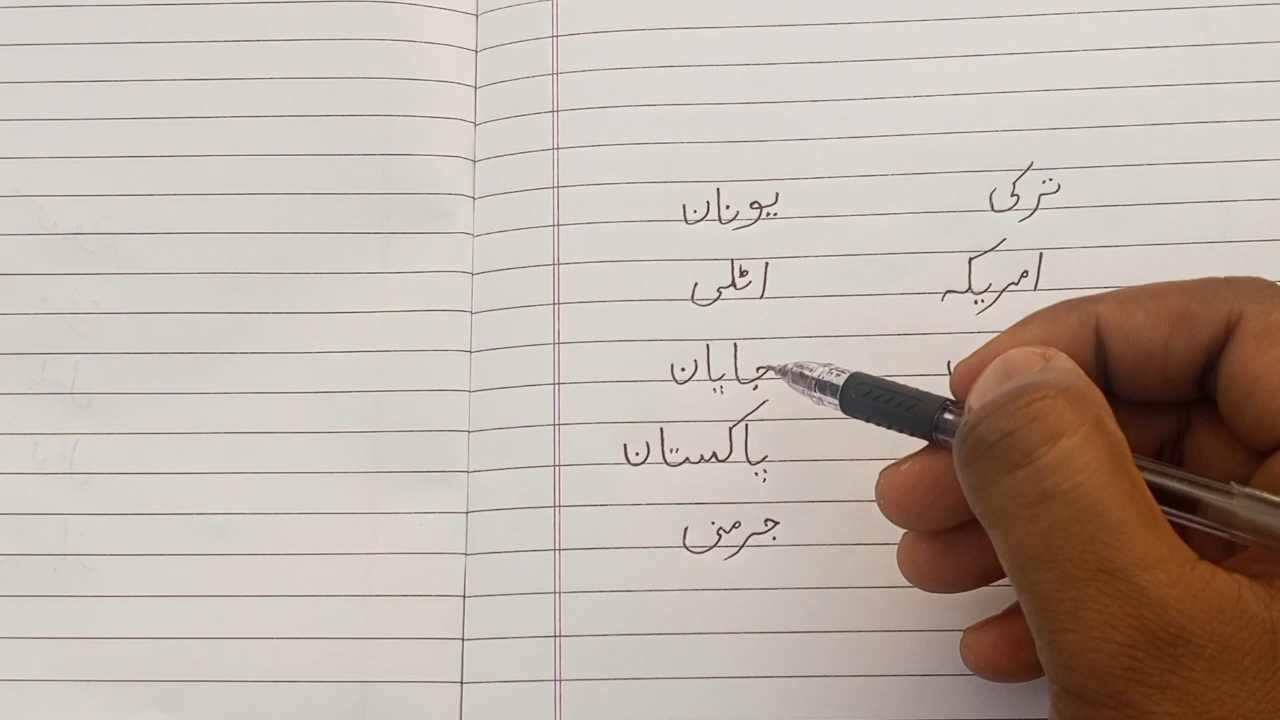 ترکی یونان
امریکہ اٹلی
جاپان
پاکستان
جرمنی